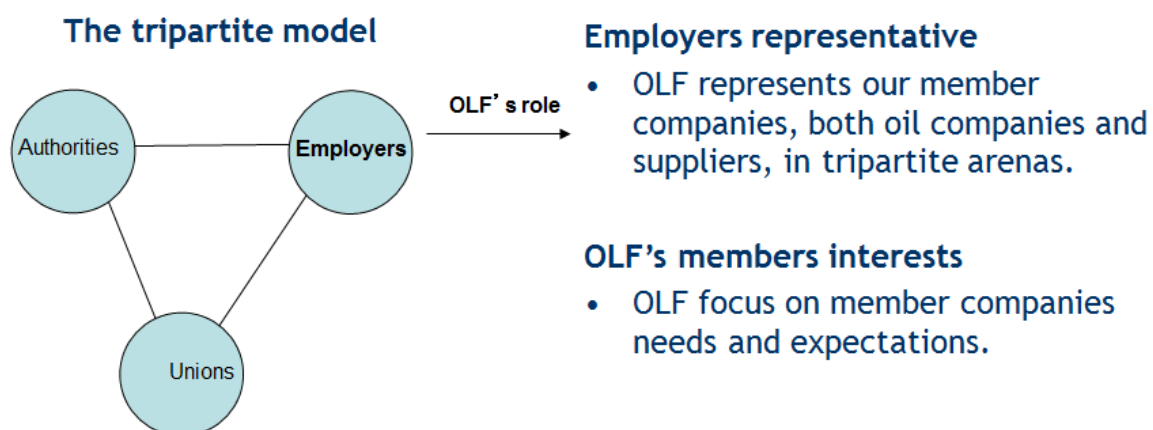 The tripartite model
Authorities
Employers
Unions
OLF’s role
Employers representative
• OLF represents our member
companies, both oil companies and
suppliers, in tripartite arenas.
OLF’s members interests
• OLF focus on member companies
needs and expectations.